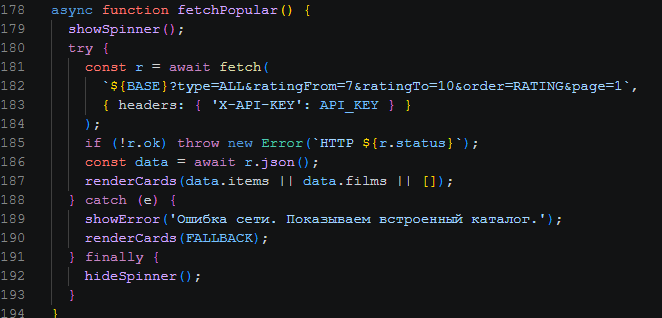 178 async function fetchPopular() {
179 showSpinner();
180 try {
181 const r = await fetch(
182 `${BASE}?type=ALL&ratingFrom=7&ratingTo=10&order=RATING&page=1`,
183 { headers: { 'X-API-KEY': API_KEY } }
184 );
185 if (!r.ok) throw new Error(`HTTP ${r.status}`);
186 const data = await r.json();
187 renderCards(data.items || data.films || []);
188 } catch (e) {
189 showError('Ошибка сети. Показываем встроенный каталог.');
190 renderCards(FALLBACK);
191 } finally {
192 hideSpinner();
193 }
194 }